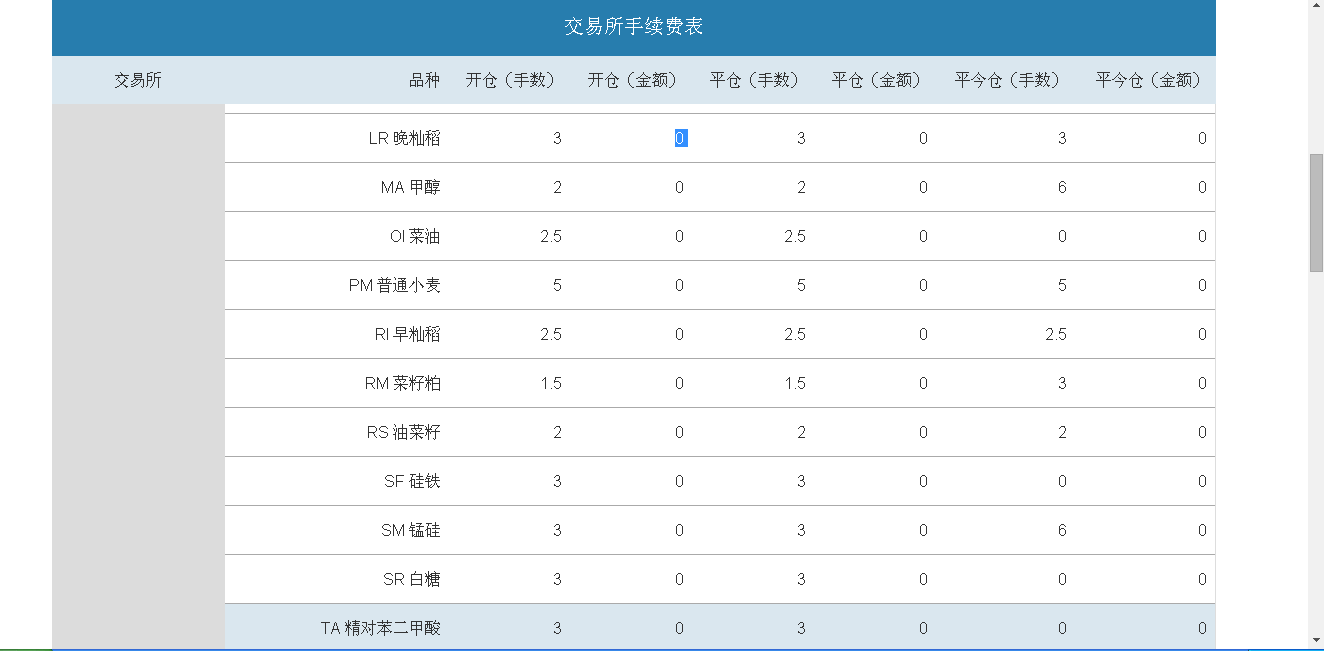 交易所手续费表
交易所 品种 开仓（手数） 开仓（金额） 平仓（手数） 平仓（金额） 平今仓（手数） 平今仓（金额）
LR 晚籼稻 3 0 3 0 3 0
MA 甲醇 2 0 2 0 6 0
OI 菜油 2.5 0 2.5 0 0 0
PM 普通小麦 5 0 5 0 5 0
RI 早籼稻 2.5 0 2.5 0 2.5 0
RM 菜籽粕 1.5 0 1.5 0 3 0
RS 油菜籽 2 0 2 0 2 0
SF 硅铁 3 0 3 0 0 0
SM 锰硅 3 0 3 0 6 0
SR 白糖 3 0 3 0 0 0
TA 精对苯二甲酸 3 0 3 0 0 0